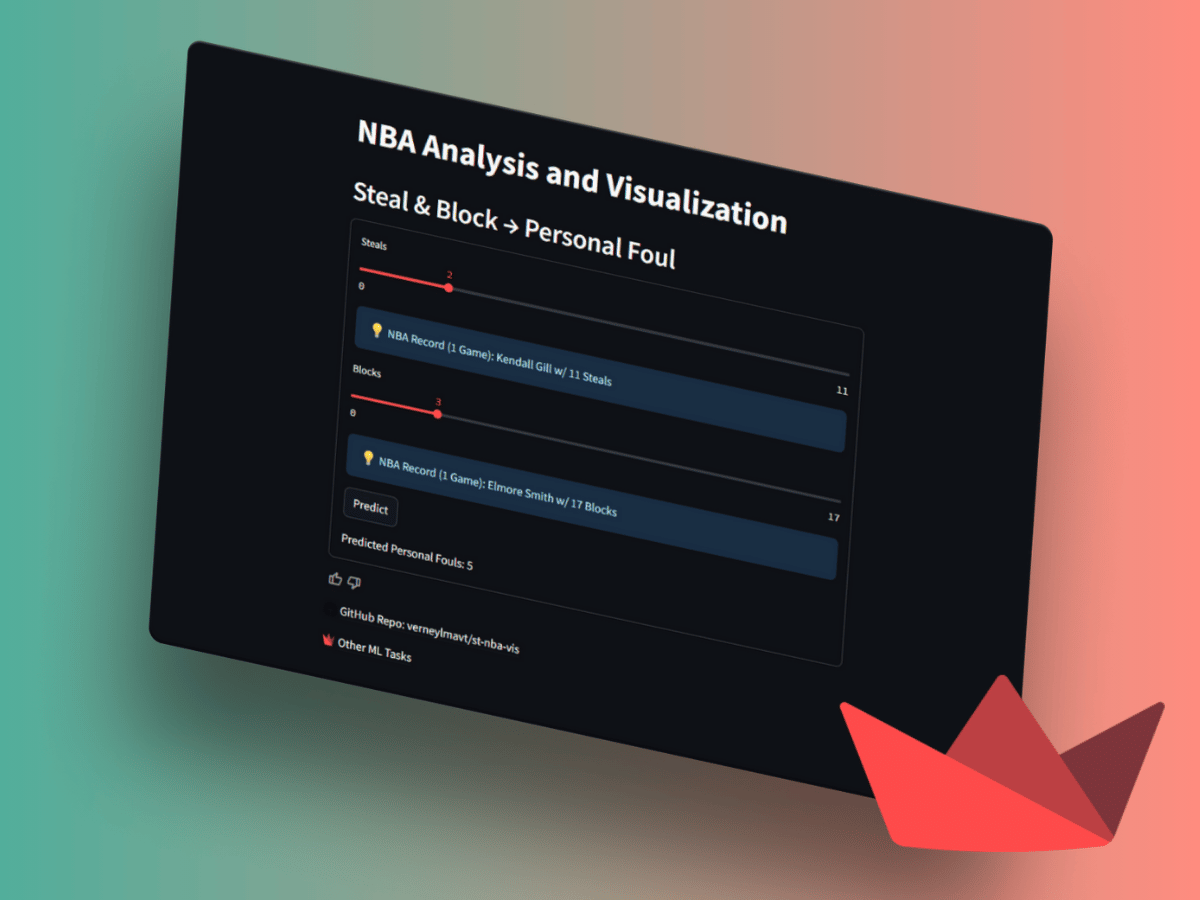 NBA Analysis and Visualization
Steal & Block → Personal Foul
Steals
2
0
11
💡 NBA Record (1 Game): Kendall Gill w/ 11 Steals
Blocks
3
0
17
💡 NBA Record (1 Game): Elmore Smith w/ 17 Blocks
Predict
Predicted Personal Fouls: 5
GitHub Repo: verneylmavt/st-nba-vis
Other ML Tasks